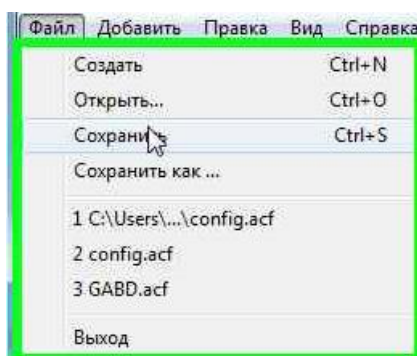 Файл Добавить Правка Вид Справка
Создать Ctrl+N
Открыть... Ctrl+O
Сохранить Ctrl+S
Сохранить как ...
1 C:\Users\...\config.acf
2 config.acf
3 GABD.acf
Выход